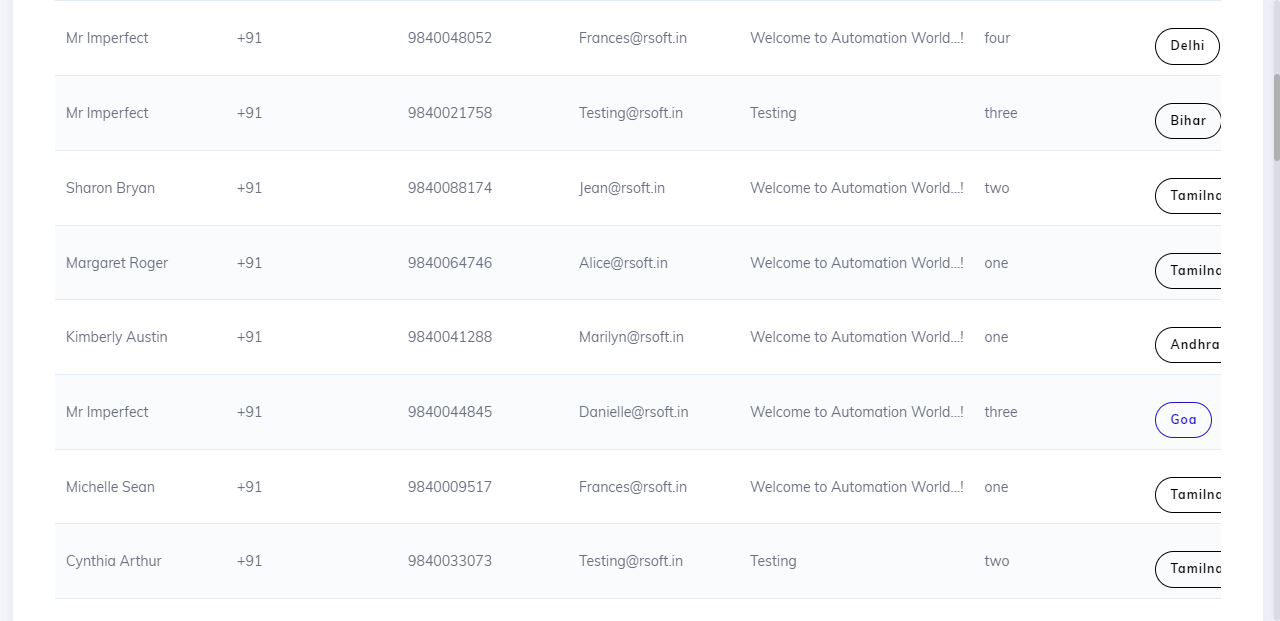 Mr Imperfect +91 9840048052 Frances@rsoft.in Welcome to Automation World...! four Delhi
Mr Imperfect +91 9840021758 Testing@rsoft.in Testing three Bihar
Sharon Bryan +91 9840088174 Jean@rsoft.in Welcome to Automation World...! two Tamilna
Margaret Roger +91 9840064746 Alice@rsoft.in Welcome to Automation World...! one Tamilna
Kimberly Austin +91 9840041288 Marilyn@rsoft.in Welcome to Automation World...! one Andhra
Mr Imperfect +91 9840044845 Danielle@rsoft.in Welcome to Automation World...! three Goa
Michelle Sean +91 9840009517 Frances@rsoft.in Welcome to Automation World...! one Tamilna
Cynthia Arthur +91 9840033073 Testing@rsoft.in Testing two Tamilna